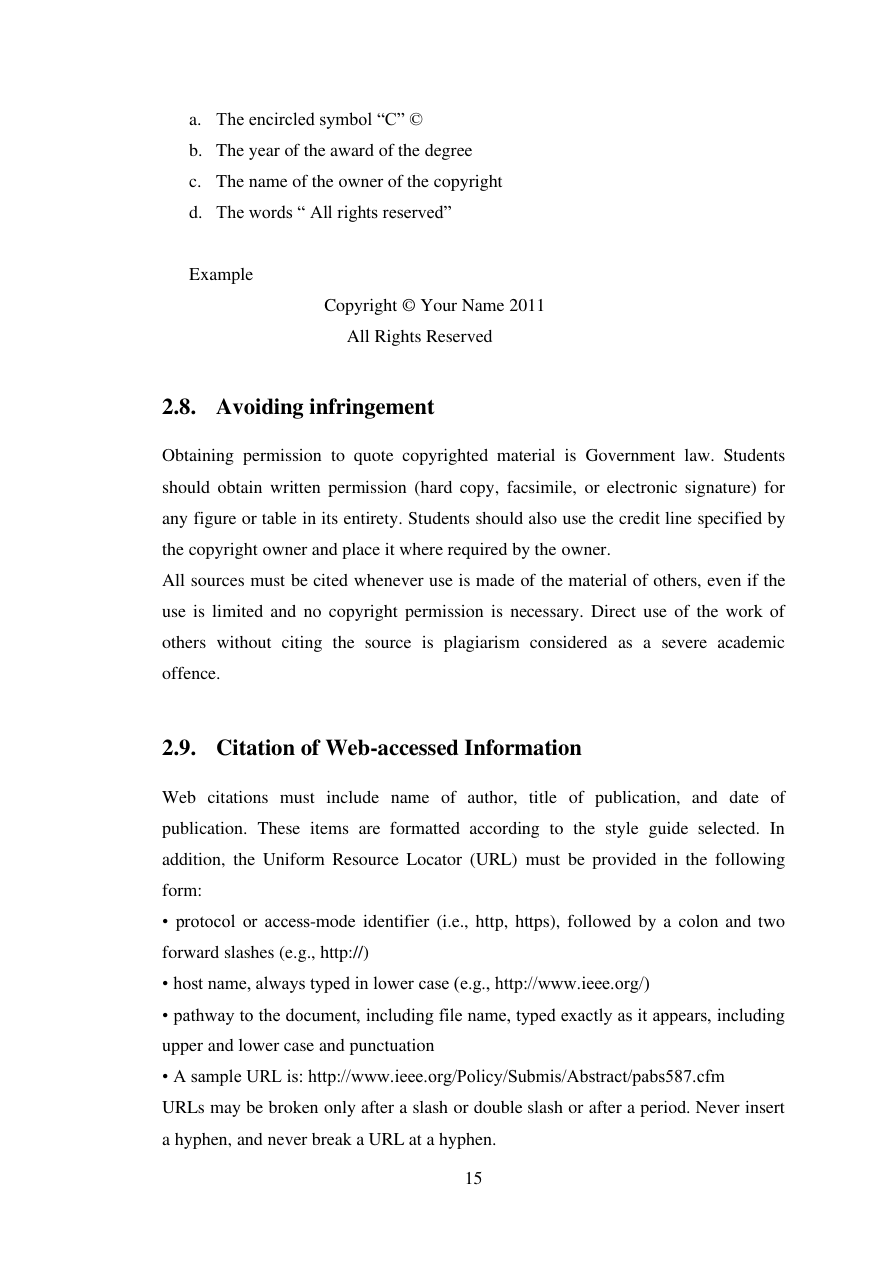 a. The encircled symbol “C” ©
b. The year of the award of the degree
c. The name of the owner of the copyright
d. The words “ All rights reserved”
Example
Copyright © Your Name 2011
All Rights Reserved
2.8. Avoiding infringement
Obtaining permission to quote copyrighted material is Government law. Students
should obtain written permission (hard copy, facsimile, or electronic signature) for
any figure or table in its entirety. Students should also use the credit line specified by
the copyright owner and place it where required by the owner.
All sources must be cited whenever use is made of the material of others, even if the
use is limited and no copyright permission is necessary. Direct use of the work of
others without citing the source is plagiarism considered as a severe academic
offence.
2.9. Citation of Web-accessed Information
Web citations must include name of author, title of publication, and date of
publication. These items are formatted according to the style guide selected. In
addition, the Uniform Resource Locator (URL) must be provided in the following
form:
• protocol or access-mode identifier (i.e., http, https), followed by a colon and two
forward slashes (e.g., http://)
• host name, always typed in lower case (e.g., http://www.ieee.org/)
• pathway to the document, including file name, typed exactly as it appears, including
upper and lower case and punctuation
• A sample URL is: http://www.ieee.org/Policy/Submis/Abstract/pabs587.cfm
URLs may be broken only after a slash or double slash or after a period. Never insert
a hyphen, and never break a URL at a hyphen.
15